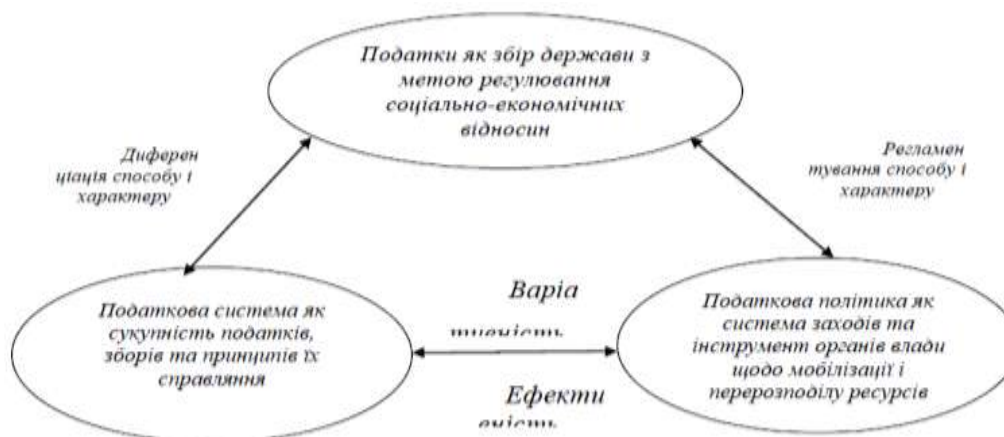 Податки як збір держави з
метою регулювання
соціально-економічних
відносин
Диферен
ціація способу і
характеру
Регламен
тування способу і
характеру
Податкова система як
сукупність податків,
зборів та принципів їх
справляння
Варіа
тивність
Ефекти
вність
Податкова політика як
система заходів та
інструмент органів влади
щодо мобілізації і
перерозподілу ресурсів